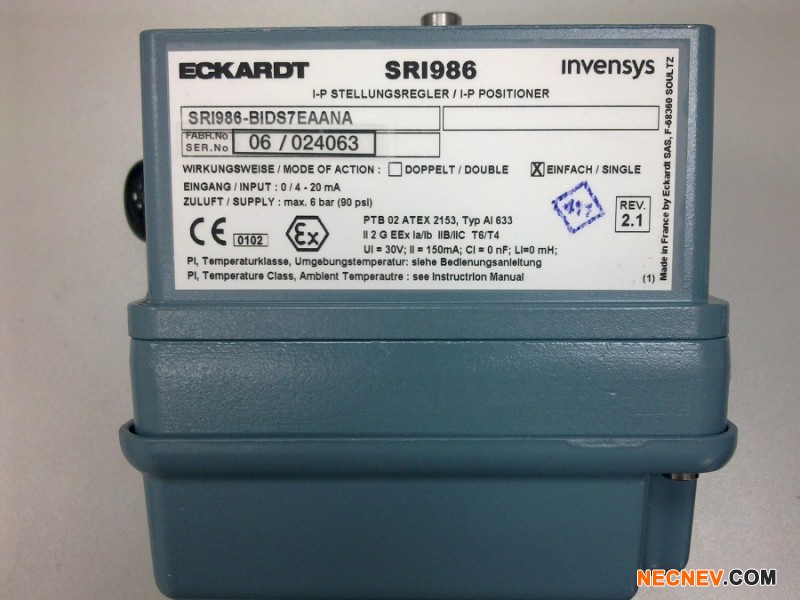 ECKARDT SRI986 invensys
I-P STELLUNGSREGLER / I-P POSITIONER
SRI986-BIDS7EAANA
FABR.No
SER.No 06 / 024063
WIRKUNGSWEISE / MODE OF ACTION : DOPPELT / DOUBLE X EINFACH / SINGLE
EINGANG / INPUT : 0 / 4 - 20 mA
ZULUFT / SUPPLY : max. 6 bar (90 psi)
CE 0102 Ex
PTB 02 ATEX 2153, Typ AI 633
II 2 G EEx ia/ib IIB/IIC T6/T4
Ui = 30V; Ii = 150mA; Ci = 0 nF; Li=0 mH;
REV.
2.1
Pi, Temperaturklasse, Umgebungstemperatur: siehe Bedienungsanleitung
Pi, Temperature Class, Ambient Temperautre : see Instructrion Manual
(1)
Made in France by Eckardt SAS, F-68360 SOULTZ
NECNEV.COM